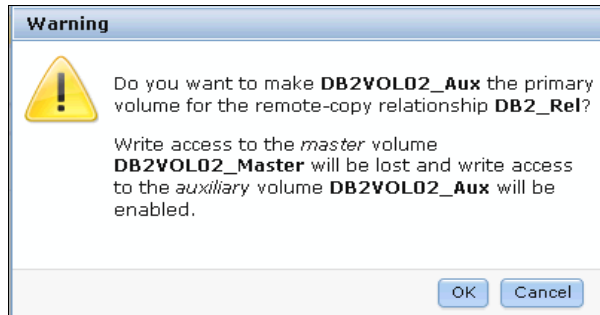 Warning
Do you want to make DB2VOL02_Aux the primary
volume for the remote-copy relationship DB2_Rel?
Write access to the master volume
DB2VOL02_Master will be lost and write access
to the auxiliary volume DB2VOL02_Aux will be
enabled.
OK Cancel